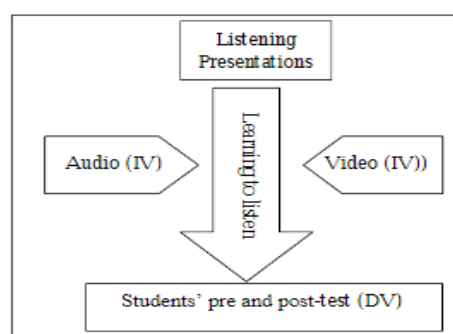 Listening
Presentations
Learning to listen
Audio (IV)
Video (IV))
Students’ pre and post-test (DV)